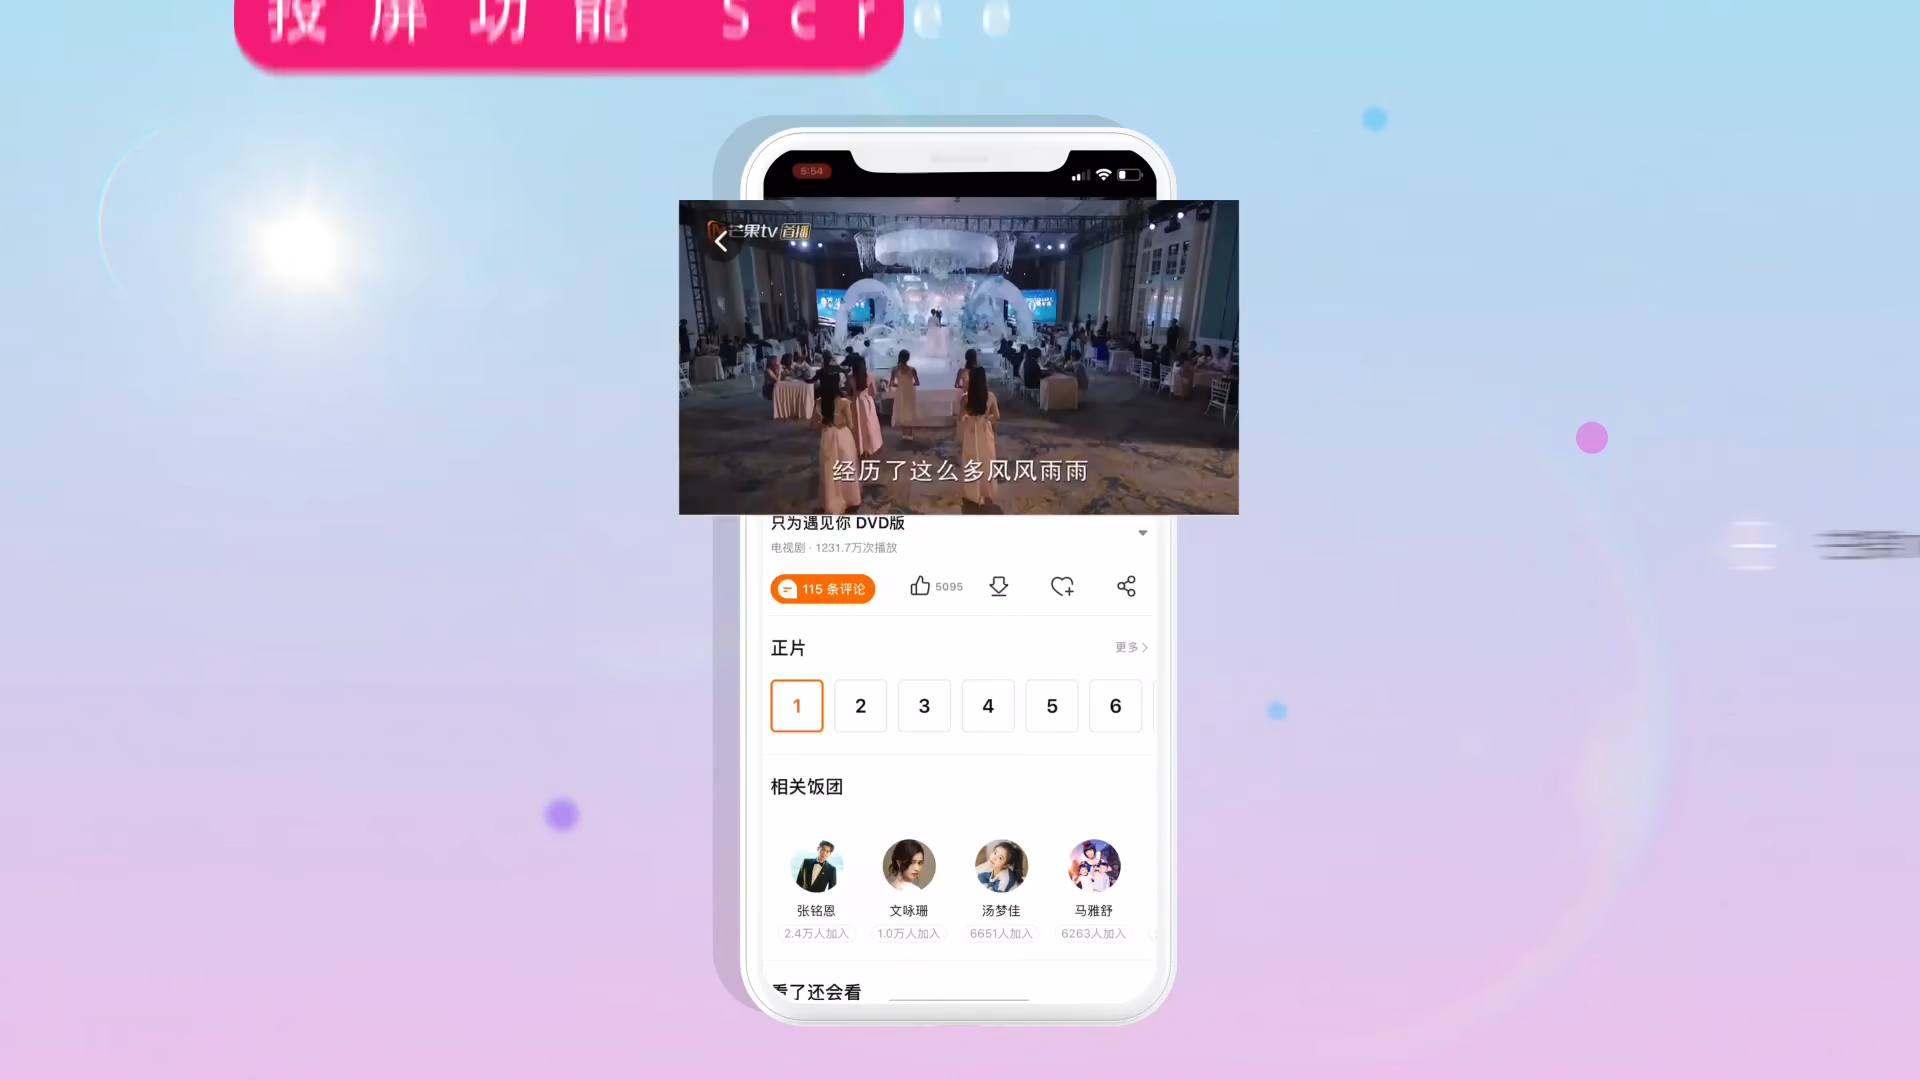 投屏功能 Scree
5:54
芒果tv 首播
经历了这么多风风雨雨
只为遇见你 DVD版
电视剧 · 1231.7万次播放
115 条评论
5095
正片
更多
1 2 3 4 5 6
相关饭团
张铭恩 文咏珊 汤梦佳 马雅舒
2.4万人加入 1.0万人加入 6651人加入 6263人加入
看了还会看